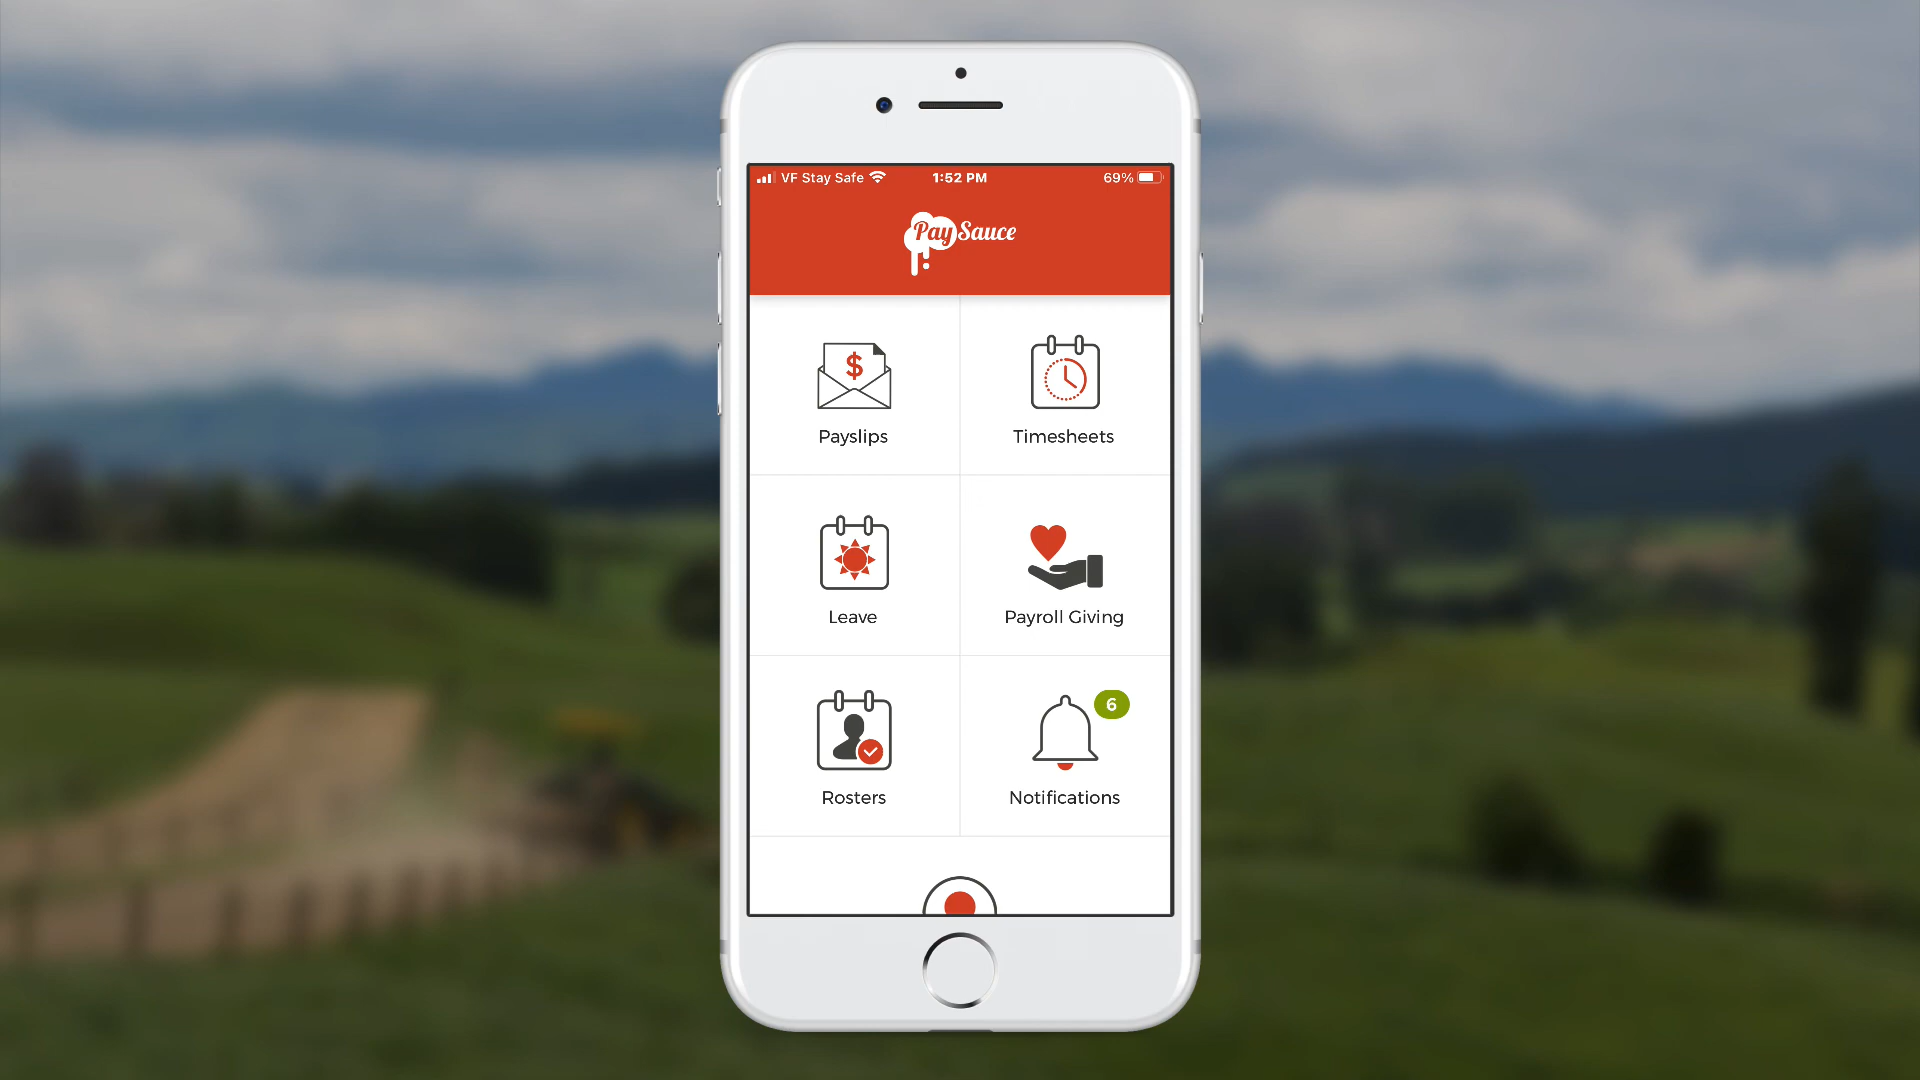 VF Stay Safe 1:52 PM 69%
PaySauce
$
Payslips Timesheets
Leave Payroll Giving
6
Rosters Notifications